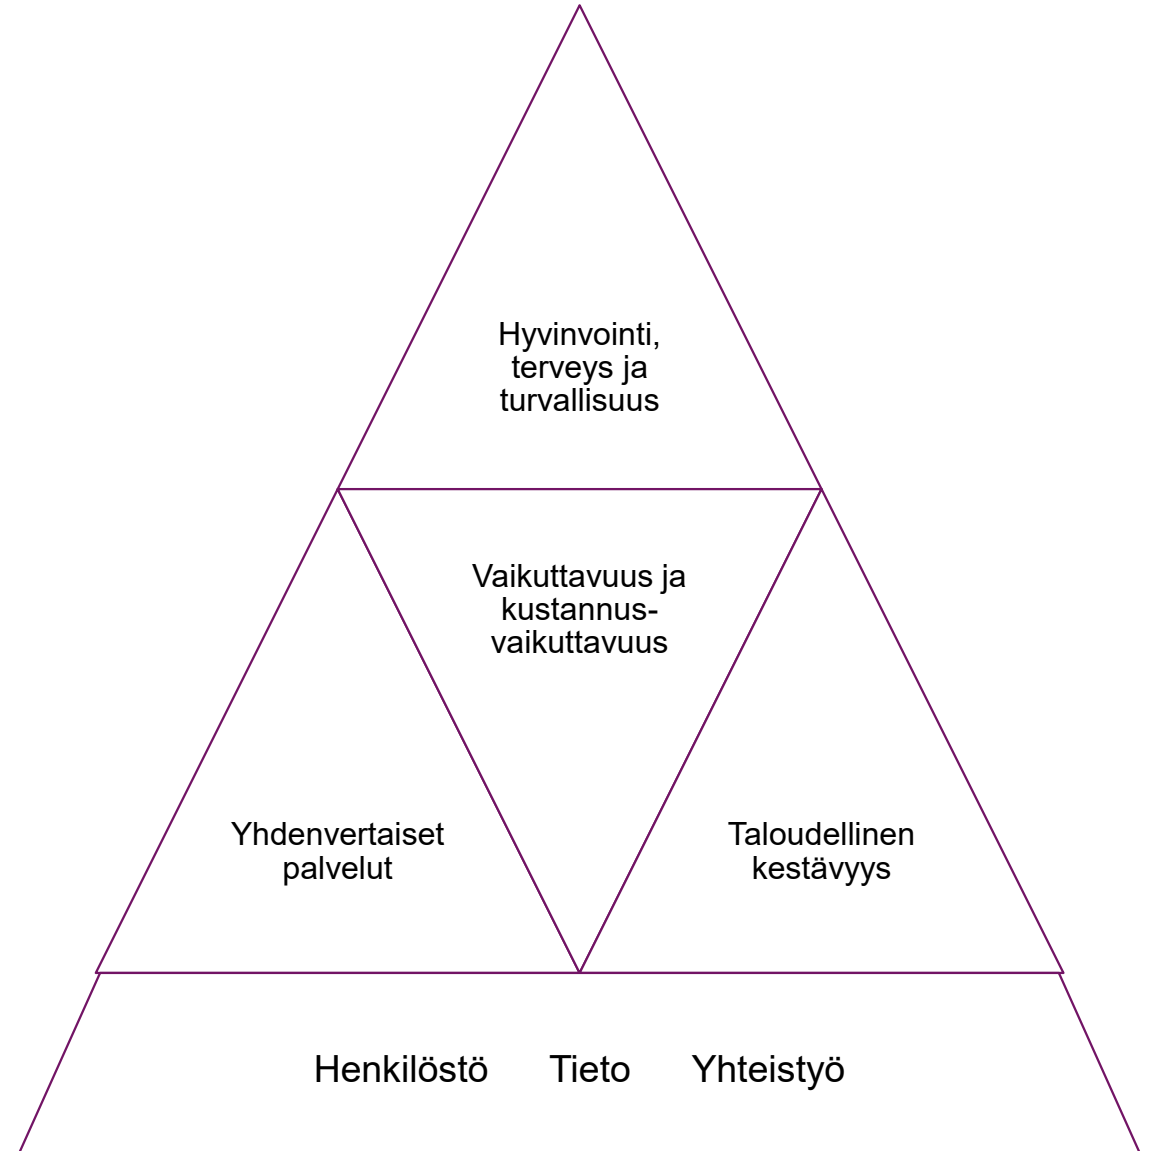 Hyvinvointi,
terveys ja
turvallisuus
Vaikuttavuus ja
kustannus-
vaikuttavuus
Yhdenvertaiset
palvelut
Taloudellinen
kestävyys
Henkilöstö Tieto Yhteistyö